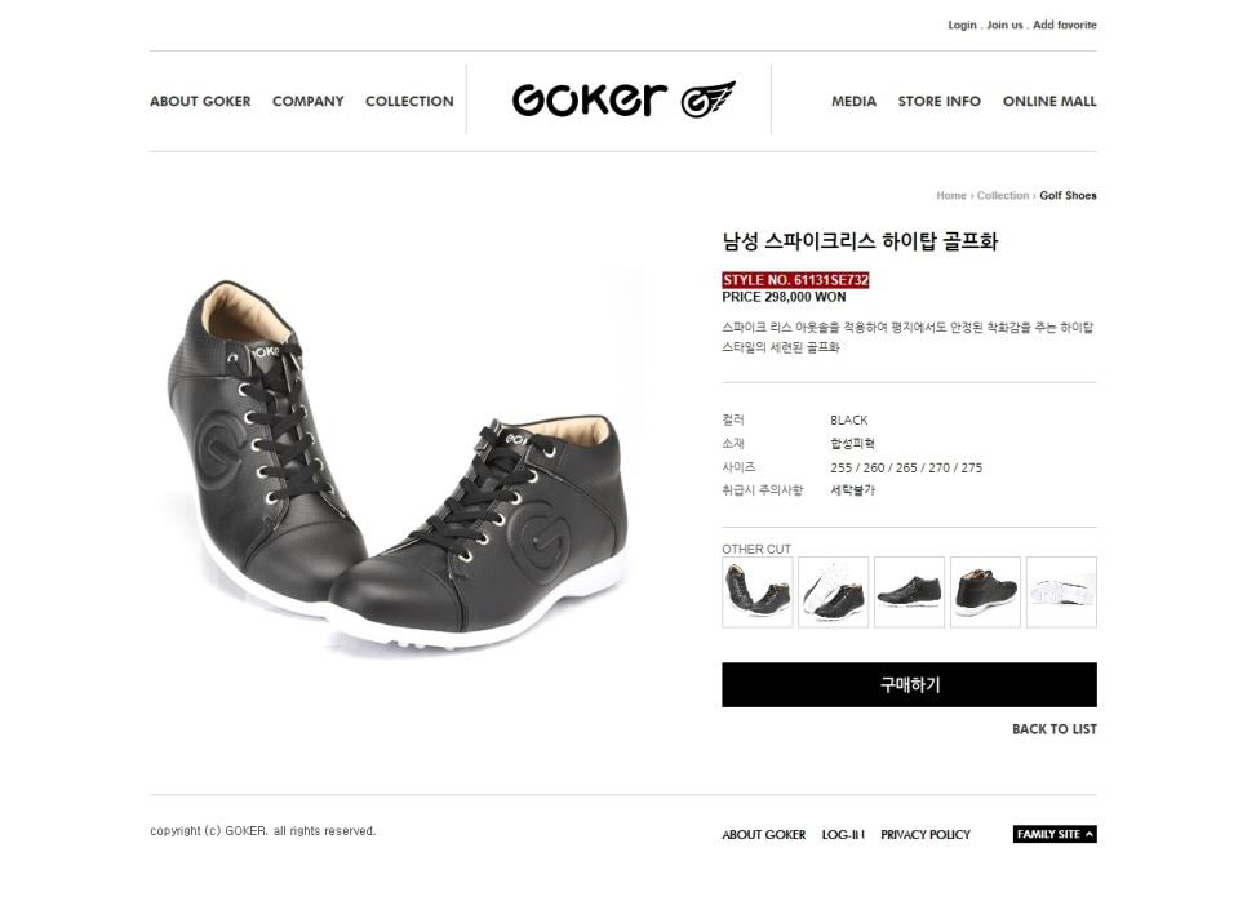 Login . Join us . Add favorite
ABOUT GOKER COMPANY COLLECTION GOKER MEDIA STORE INFO ONLINE MALL
Home › Collection › Golf Shoes
남성 스파이크리스 하이탑 골프화
STYLE NO. 61131SE732
PRICE 298,000 WON
스파이크 리스 아웃솔을 적용하여 평지에서도 안정된 착화감을 주는 하이탑
스타일의 세련된 골프화
컬러 BLACK
소재 합성피혁
사이즈 255 / 260 / 265 / 270 / 275
취급시 주의사항 세탁불가
OTHER CUT
구매하기
BACK TO LIST
copyright (c) GOKER. all rights reserved.
ABOUT GOKER LOG-IN PRIVACY POLICY FAMILY SITE